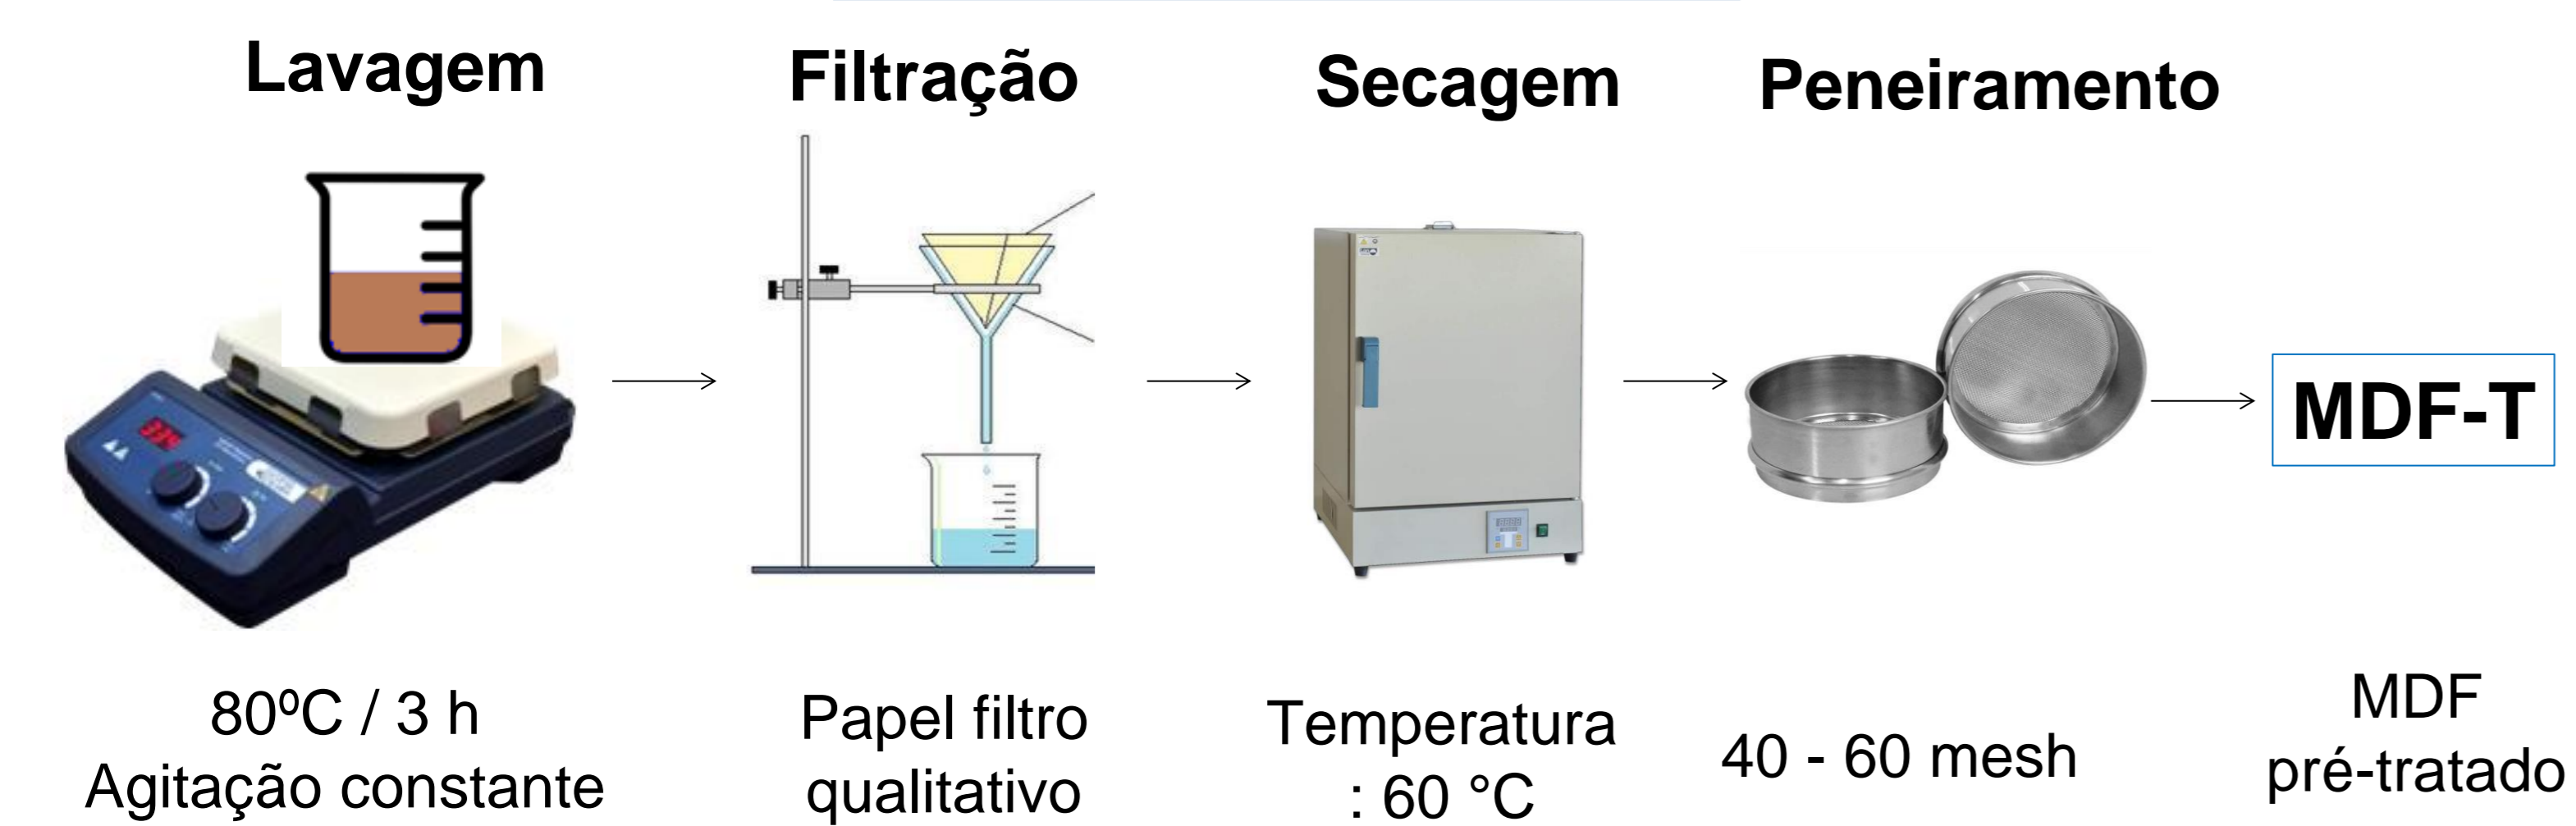 Lavagem
Filtração
Secagem
Peneiramento
334
MDF-T
80ºC / 3 h
Agitação constante
Papel filtro
qualitativo
Temperatura
: 60 °C
40 - 60 mesh
MDF
pré-tratado